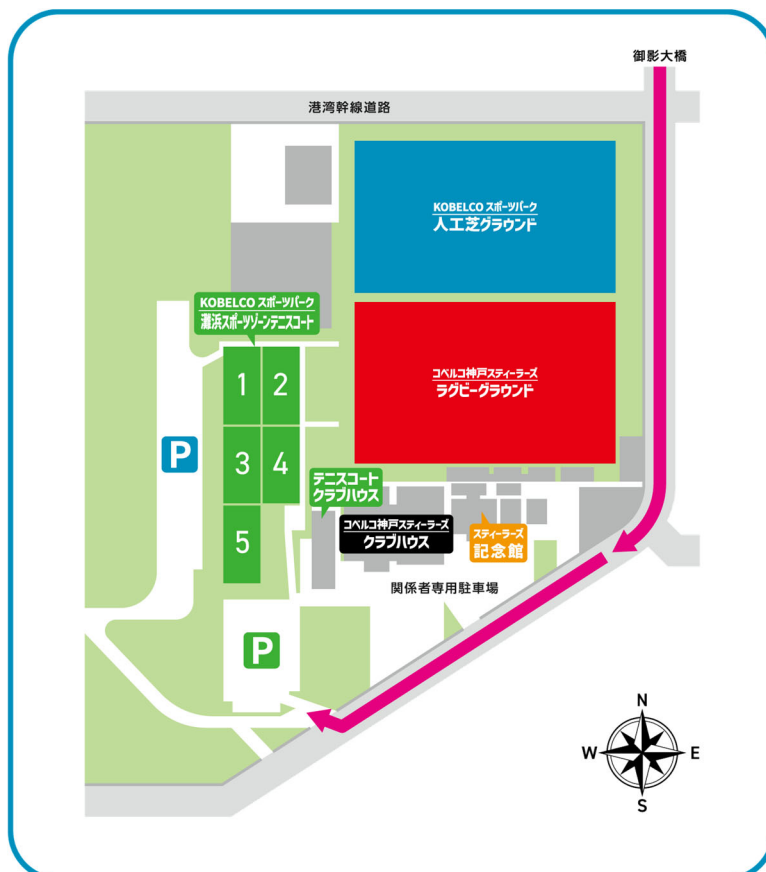 御影大橋
港湾幹線道路
KOBELCO スポーツパーク
人工芝グラウンド
KOBELCO スポーツパーク
灘浜スポーツゾーンテニスコート
コベルコ神戸スティーラーズ
ラグビーグラウンド
1
2
P
3
4
テニスコート
クラブハウス
コベルコ神戸スティーラーズ
クラブハウス
スティーラーズ
記念館
5
関係者専用駐車場
P
N
W
E
S